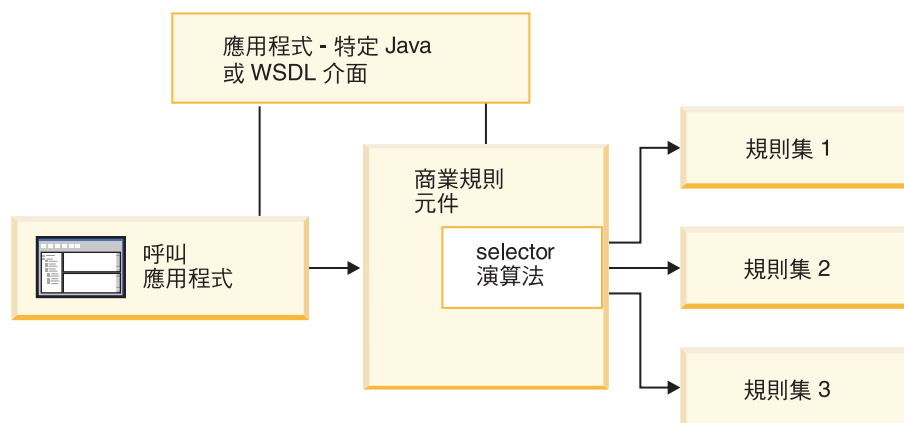 應用程式 - 特定 Java
或 WSDL 介面
呼叫
應用程式
商業規則
元件
selector
演算法
規則集 1
規則集 2
規則集 3